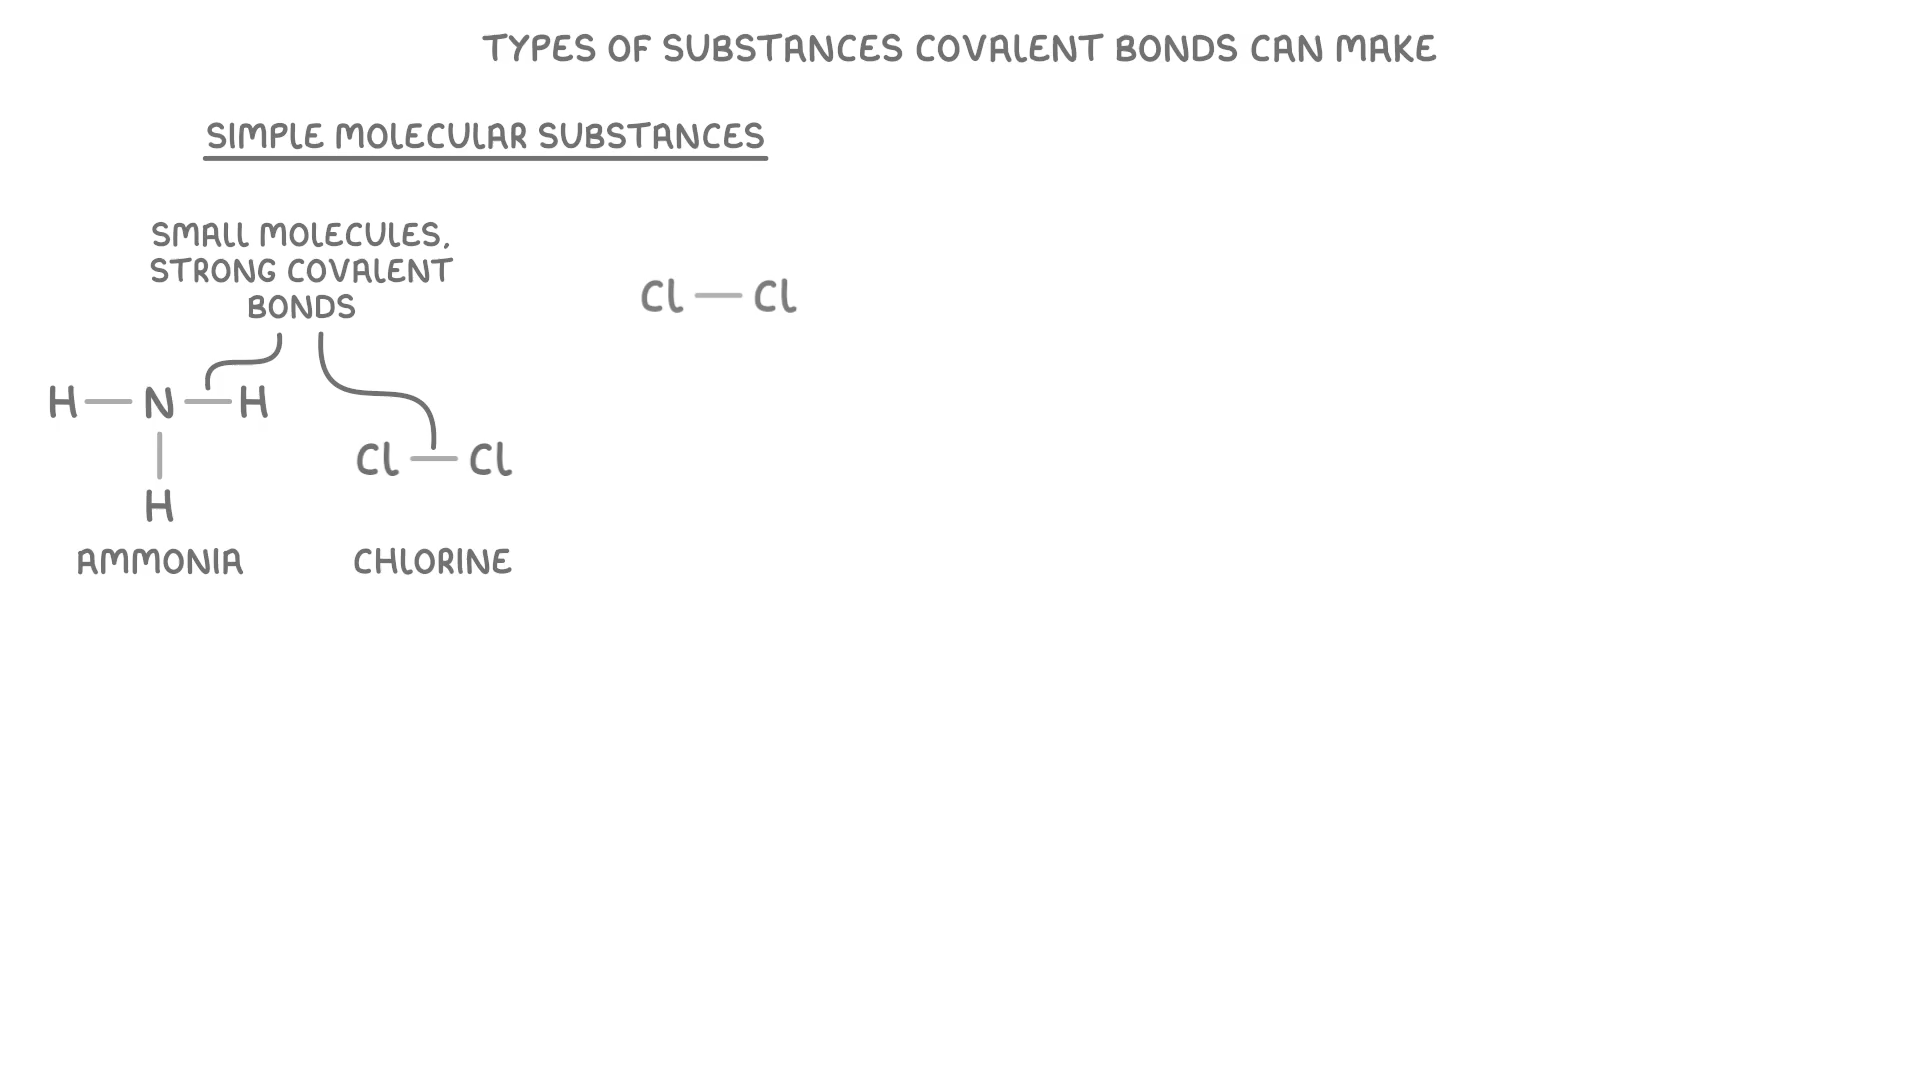 TYPES OF SUBSTANCES COVALENT BONDS CAN MAKE
SIMPLE MOLECULAR SUBSTANCES
SMALL MOLECULES,
STRONG COVALENT
BONDS
Cl — Cl
H — N — H
|
H
Cl — Cl
AMMONIA
CHLORINE